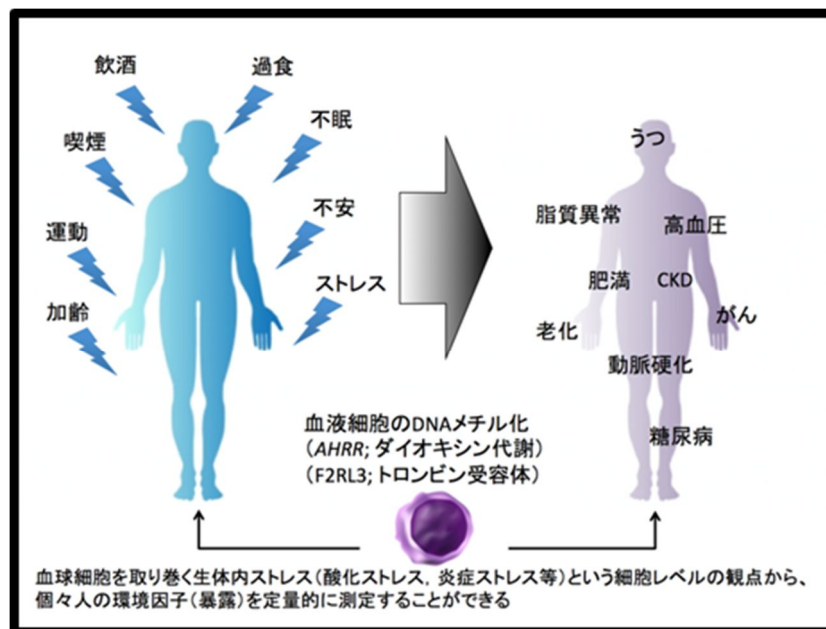 飲酒
過食
喫煙
不眠
運動
不安
加齢
ストレス
うつ
脂質異常
高血圧
肥満
CKD
がん
老化
動脈硬化
糖尿病
血液細胞のDNAメチル化
（AHRR; ダイオキシン代謝）
（F2RL3; トロンビン受容体）
血球細胞を取り巻く生体内ストレス（酸化ストレス，炎症ストレス等）という細胞レベルの観点から、
個々人の環境因子（暴露）を定量的に測定することができる